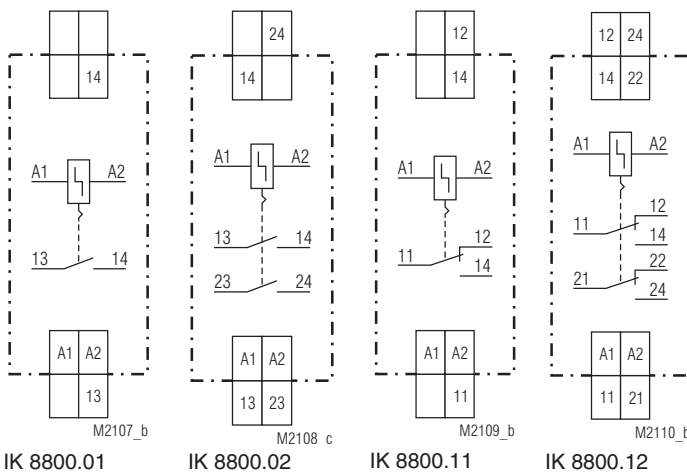 14
A1 A2
13 14
A1 A2
13
M2107_b
IK 8800.01
24
14
A1 A2
13 14
23 24
A1 A2
13 23
M2108 c
IK 8800.02
12
14
A1 A2
12
11
14
A1 A2
11
M2109_b
IK 8800.11
12 24
14 22
A1 A2
12
11
14
22
21
24
A1 A2
11 21
M2110_b
IK 8800.12